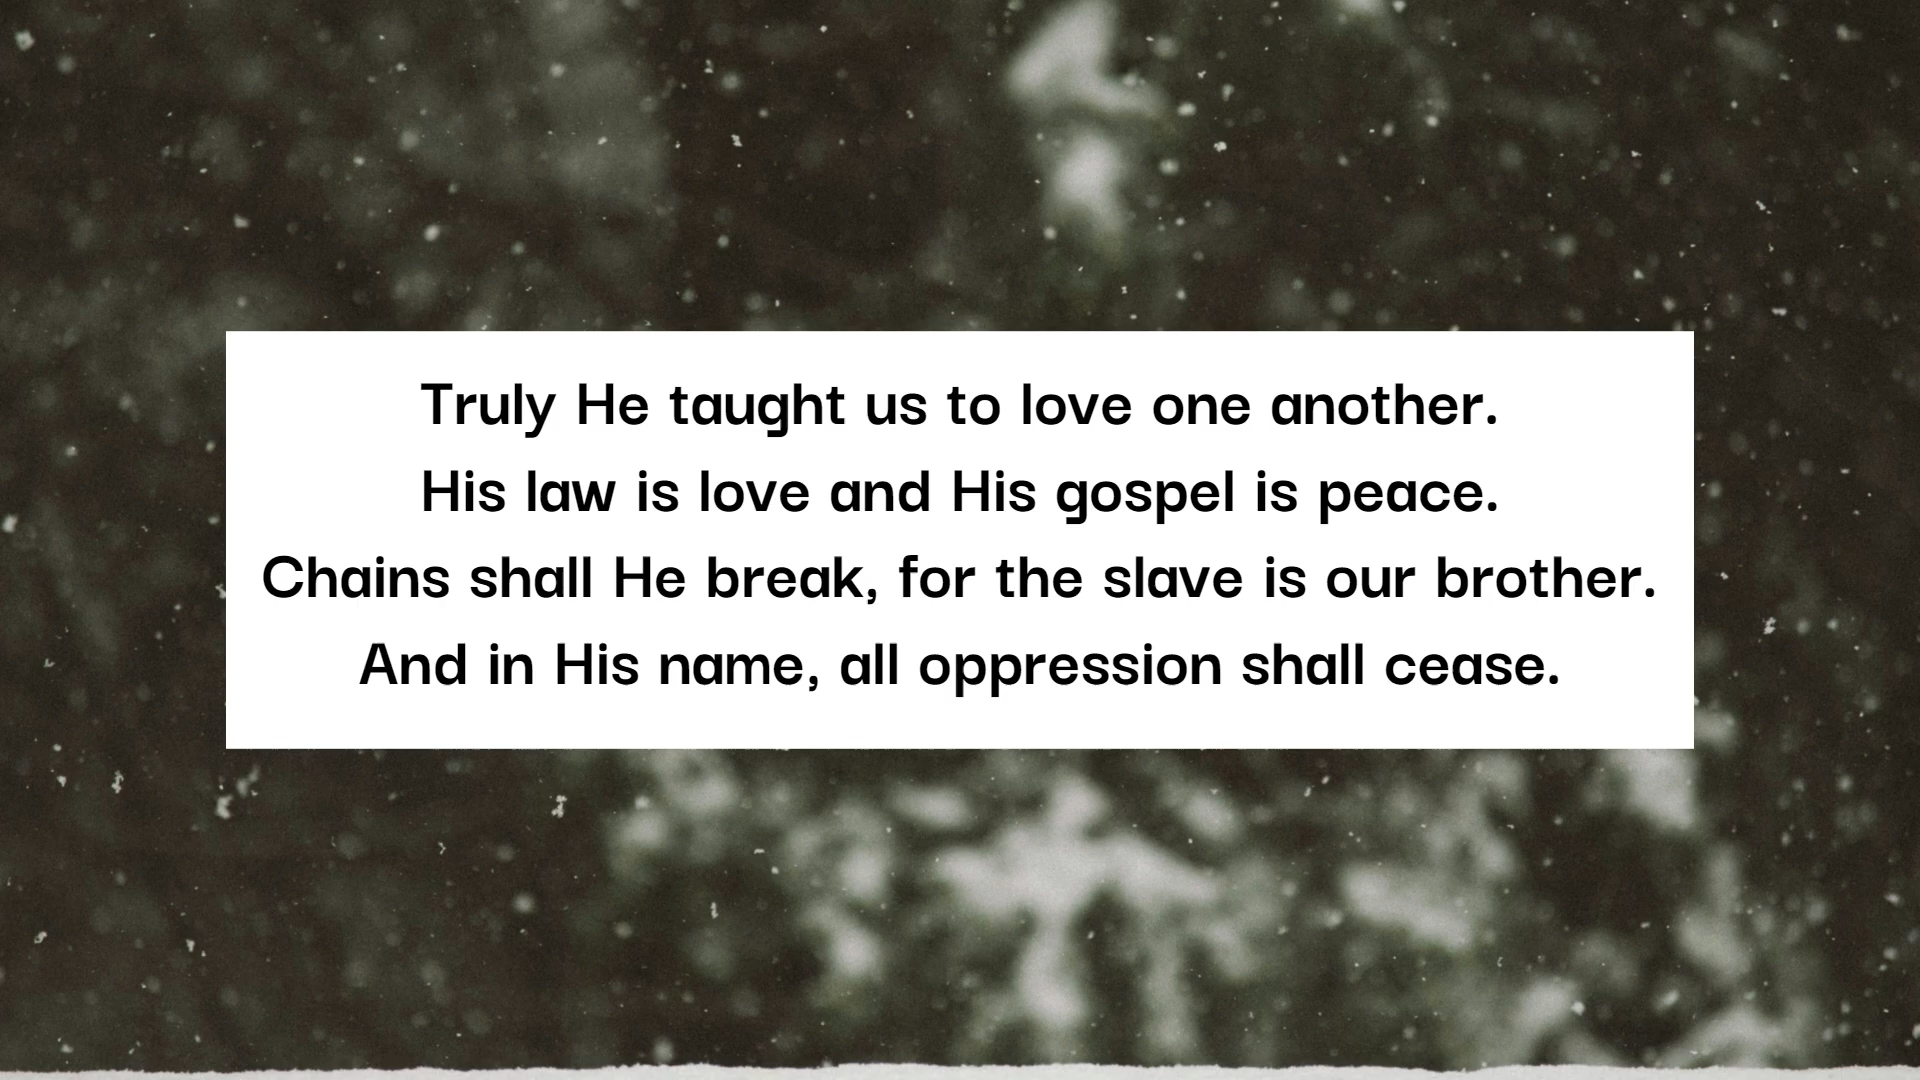 Truly He taught us to love one another.
His law is love and His gospel is peace.
Chains shall He break, for the slave is our brother.
And in His name, all oppression shall cease.